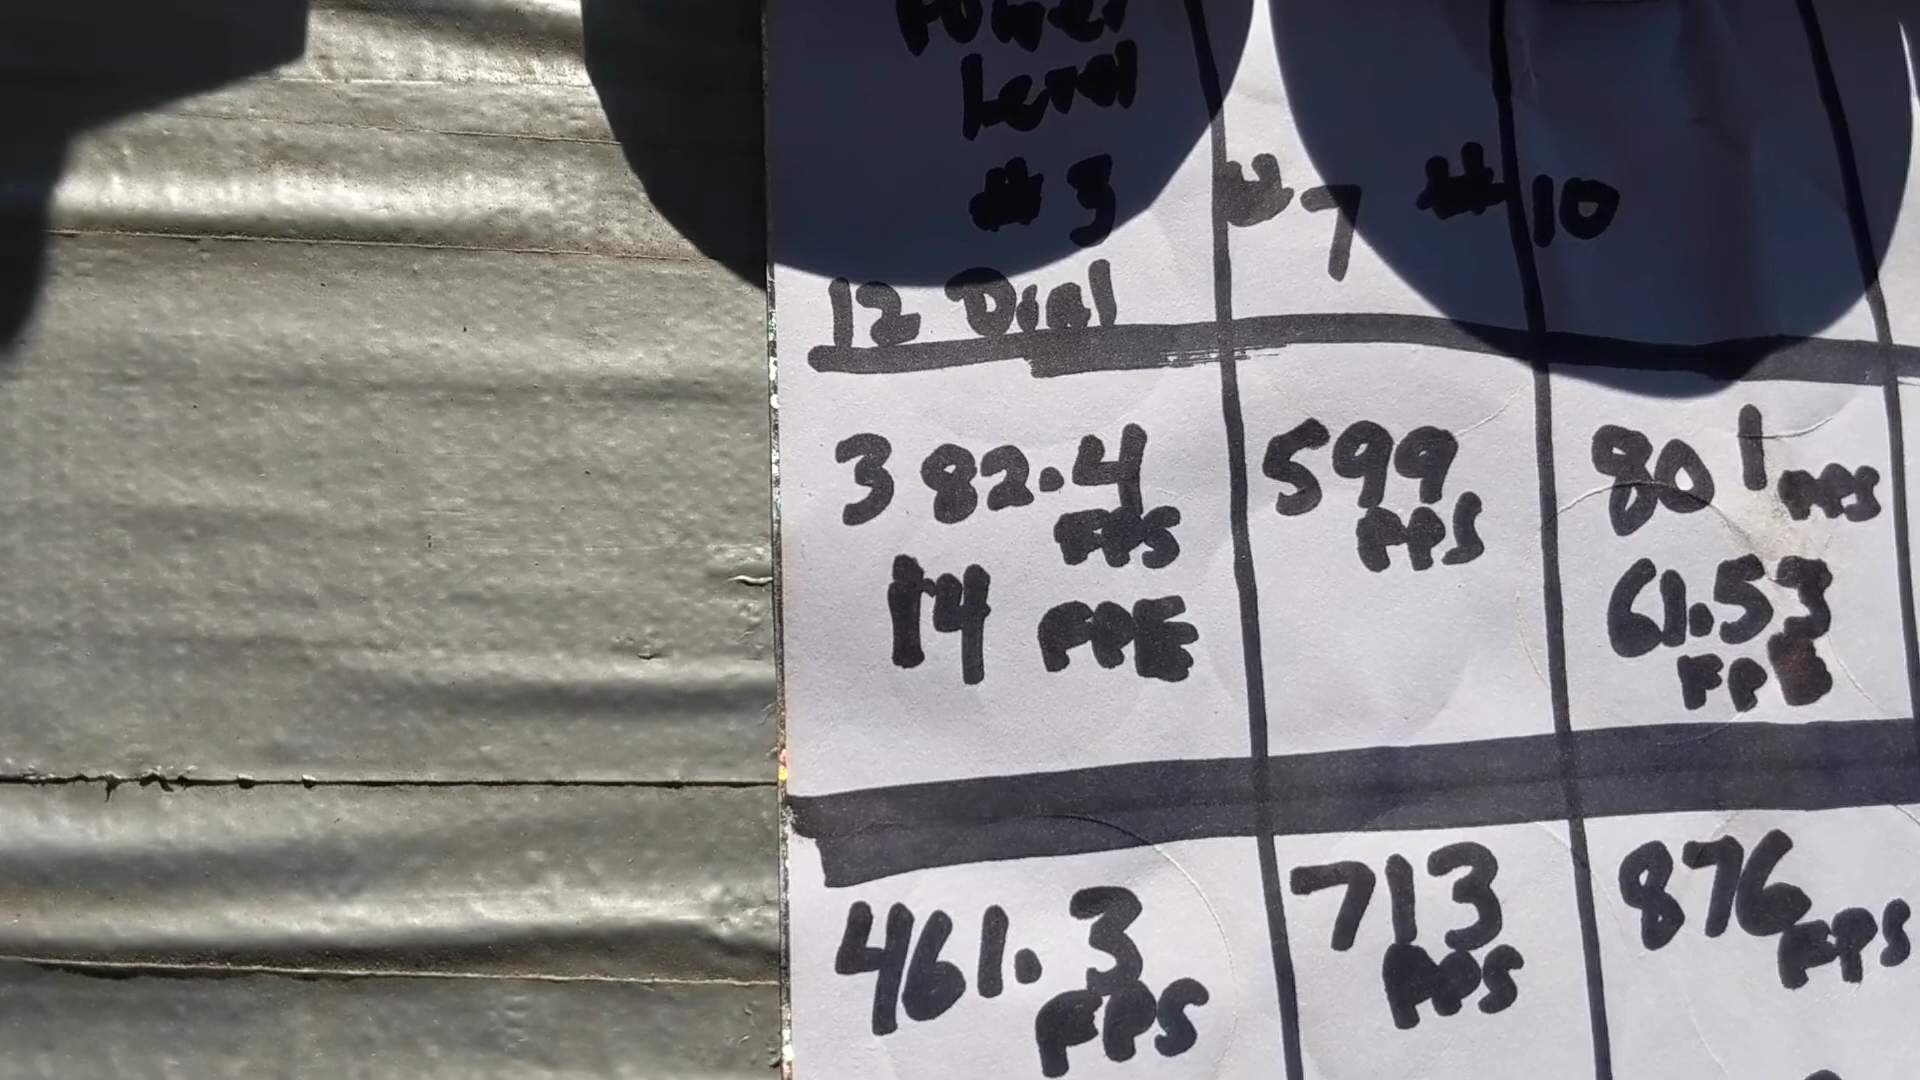 Power
Level
#3 #7 #10
12 Dial
382.4 FPS 599 FPS 801 FPS
14 FPE 61.53 FPE
461.3 FPS 713 FPS 876 FPS